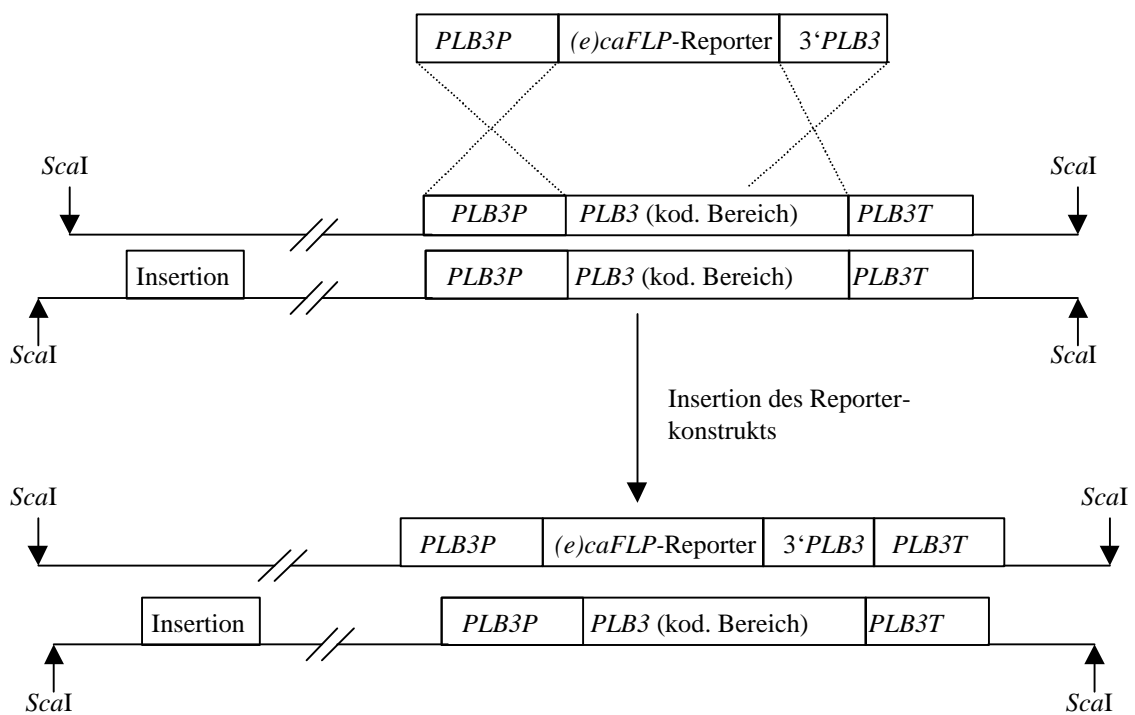 PLB3P (e)caFLP-Reporter 3‘PLB3
ScaI ScaI
PLB3P PLB3 (kod. Bereich) PLB3T
Insertion PLB3P PLB3 (kod. Bereich) PLB3T
ScaI ScaI
Insertion des Reporter-
konstrukts
ScaI ScaI
PLB3P (e)caFLP-Reporter 3‘PLB3 PLB3T
Insertion PLB3P PLB3 (kod. Bereich) PLB3T
ScaI ScaI